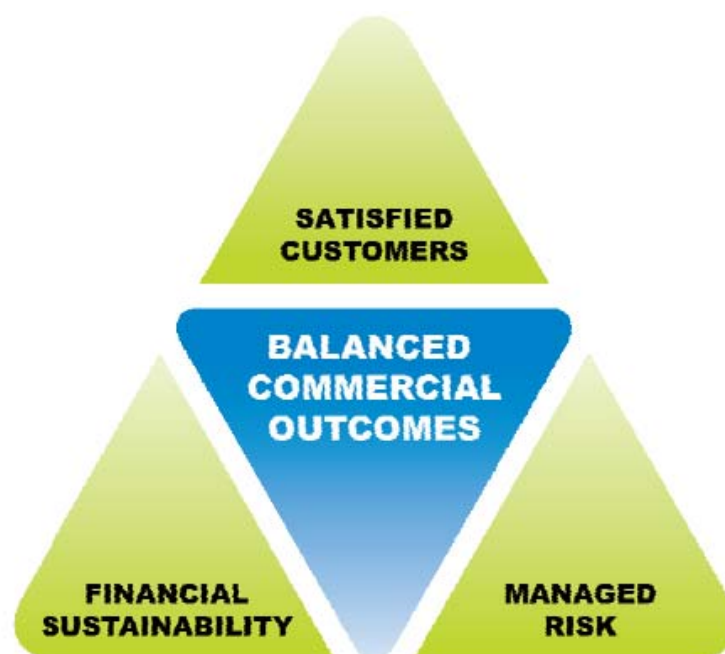 SATISFIED
CUSTOMERS
BALANCED
COMMERCIAL
OUTCOMES
FINANCIAL
SUSTAINABILITY
MANAGED
RISK